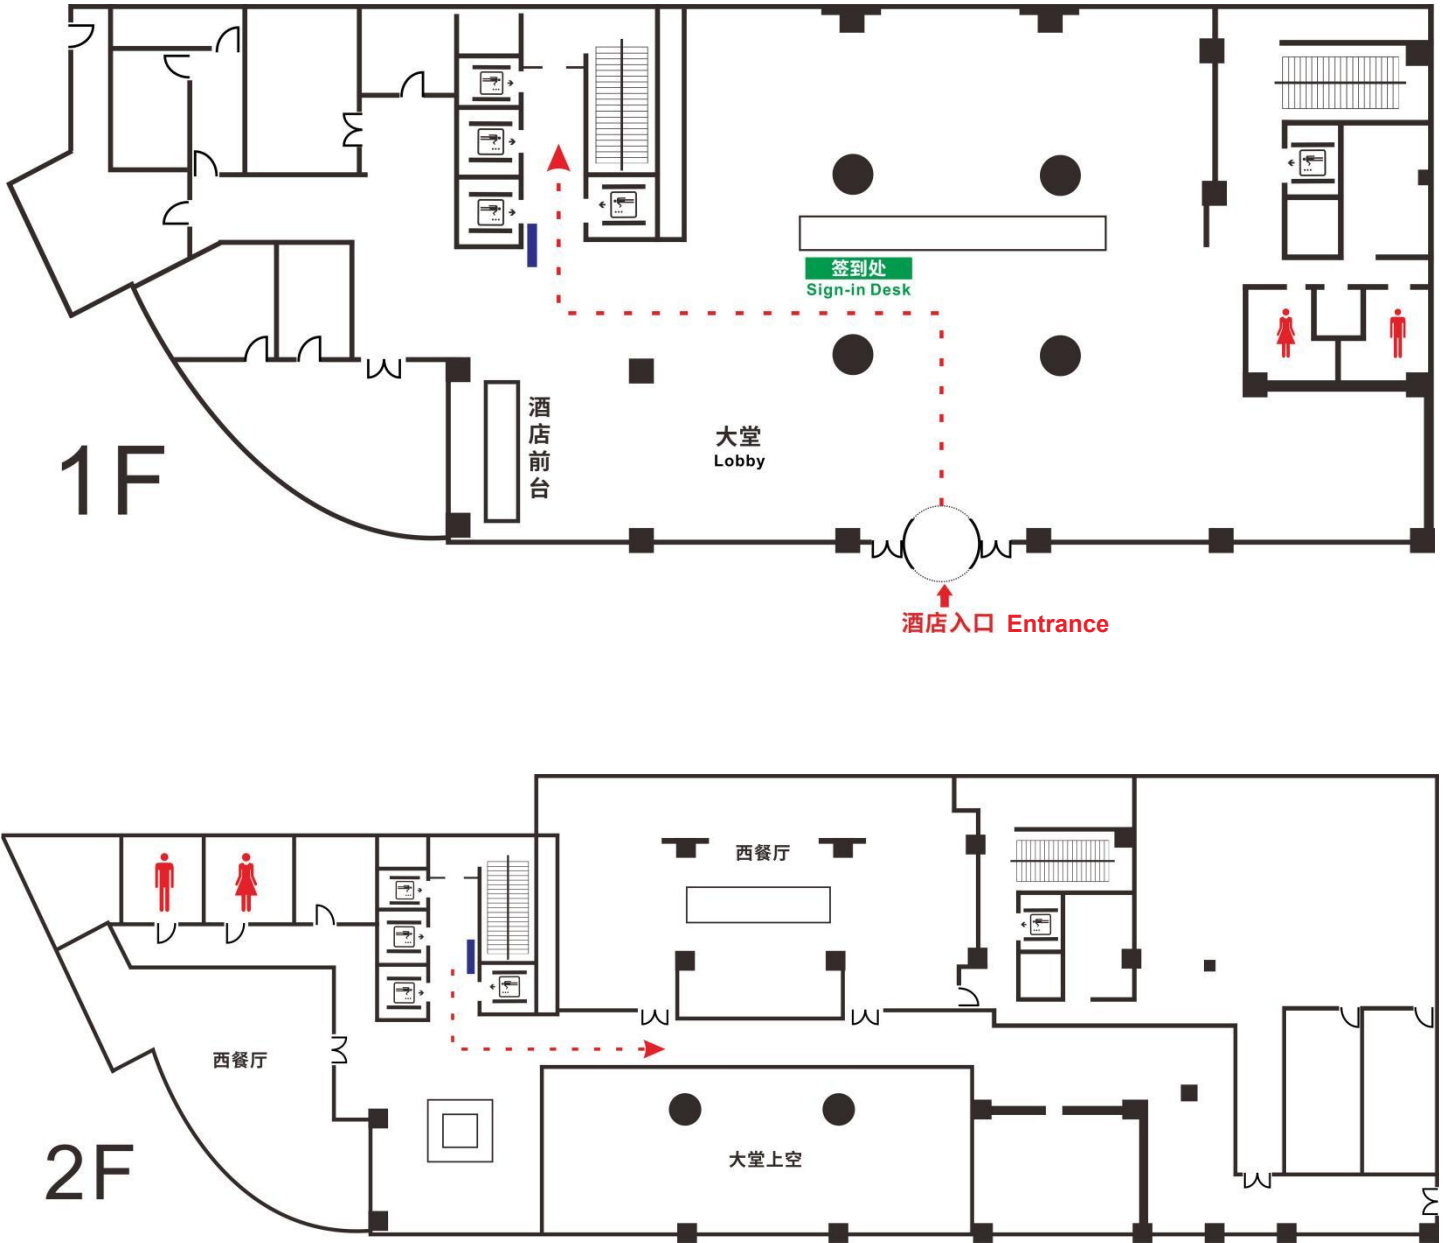 签到处
Sign-in Desk
酒店前台
大堂
Lobby
1F
酒店入口 Entrance
西餐厅
西餐厅
大堂上空
2F